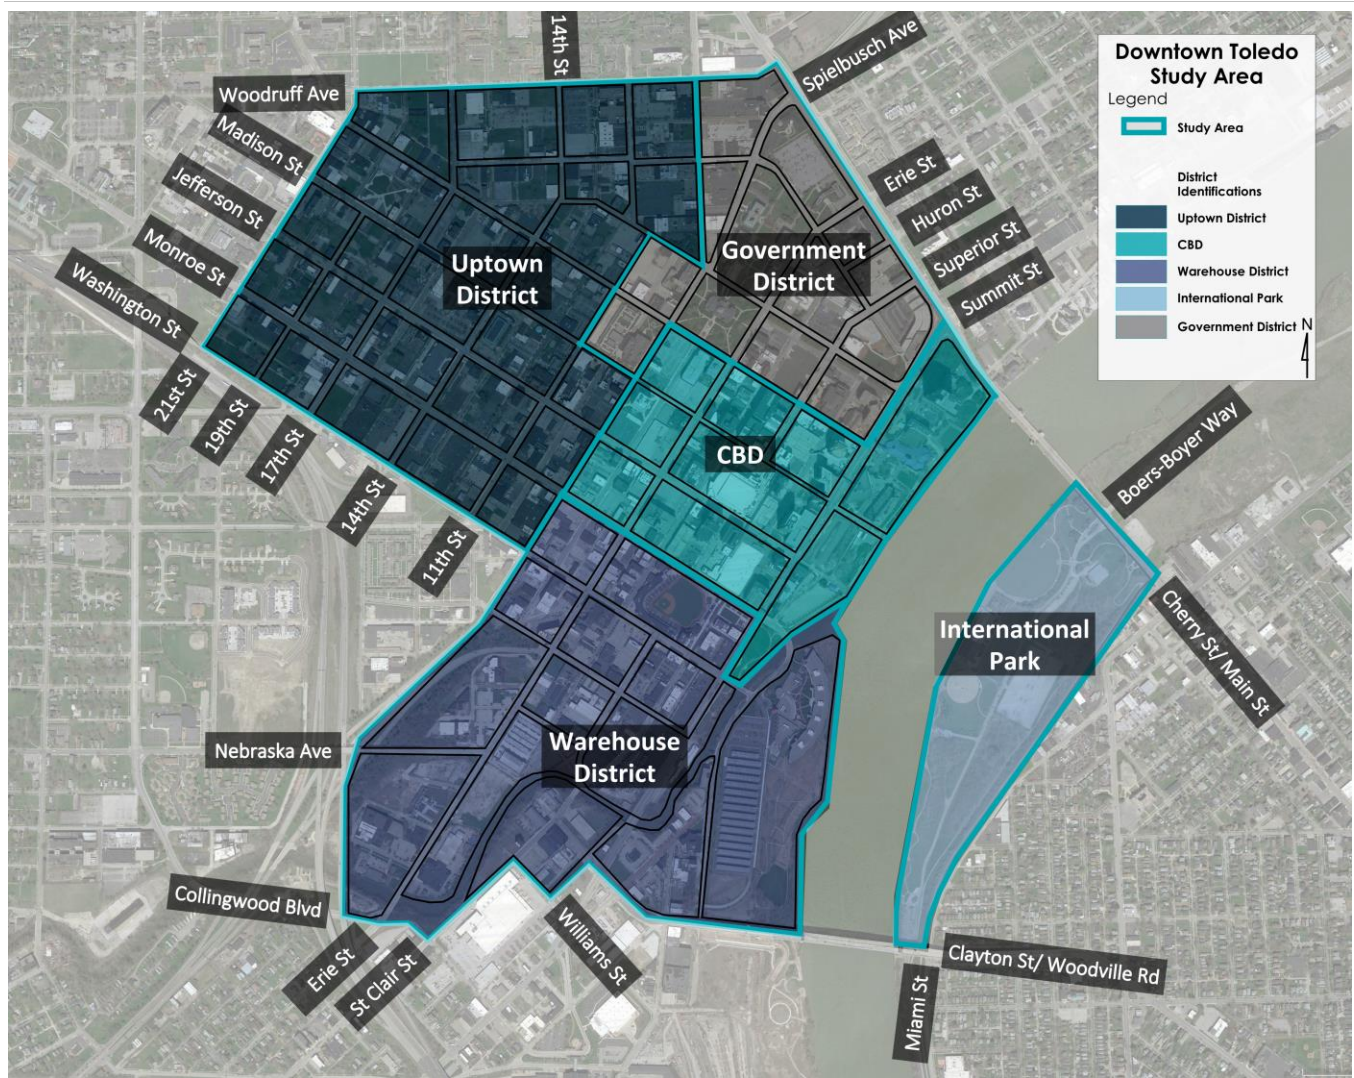 14th St
Spielbusch Ave
Downtown Toledo
Study Area
Legend
Study Area
District
Identifications
Uptown District
CBD
Warehouse District
International Park
Government District
N
Woodruff Ave
Madison St
Jefferson St
Monroe St
Washington St
21st St
19th St
17th St
14th St
11th St
Erie St
Huron St
Superior St
Summit St
Uptown
District
Government
District
CBD
Boers-Boyer Way
International
Park
Cherry St/ Main St
Warehouse
District
Nebraska Ave
Collingwood Blvd
Erie St
St Clair St
Williams St
Clayton St/ Woodville Rd
Miami St